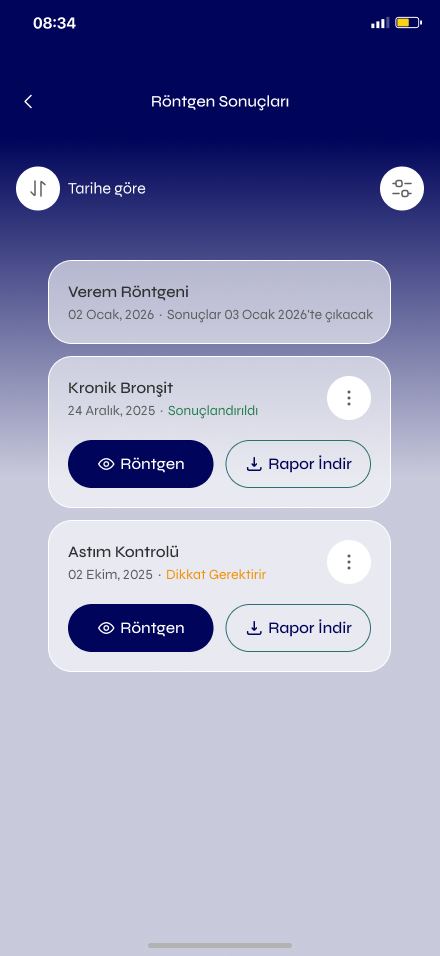 08:34
Röntgen Sonuçları
Tarihe göre
Verem Röntgeni
02 Ocak, 2026 · Sonuçlar 03 Ocak 2026'te çıkacak
Kronik Bronşit
24 Aralık, 2025 · Sonuçlandırıldı
Röntgen
Rapor İndir
Astım Kontrolü
02 Ekim, 2025 · Dikkat Gerektirir
Röntgen
Rapor İndir